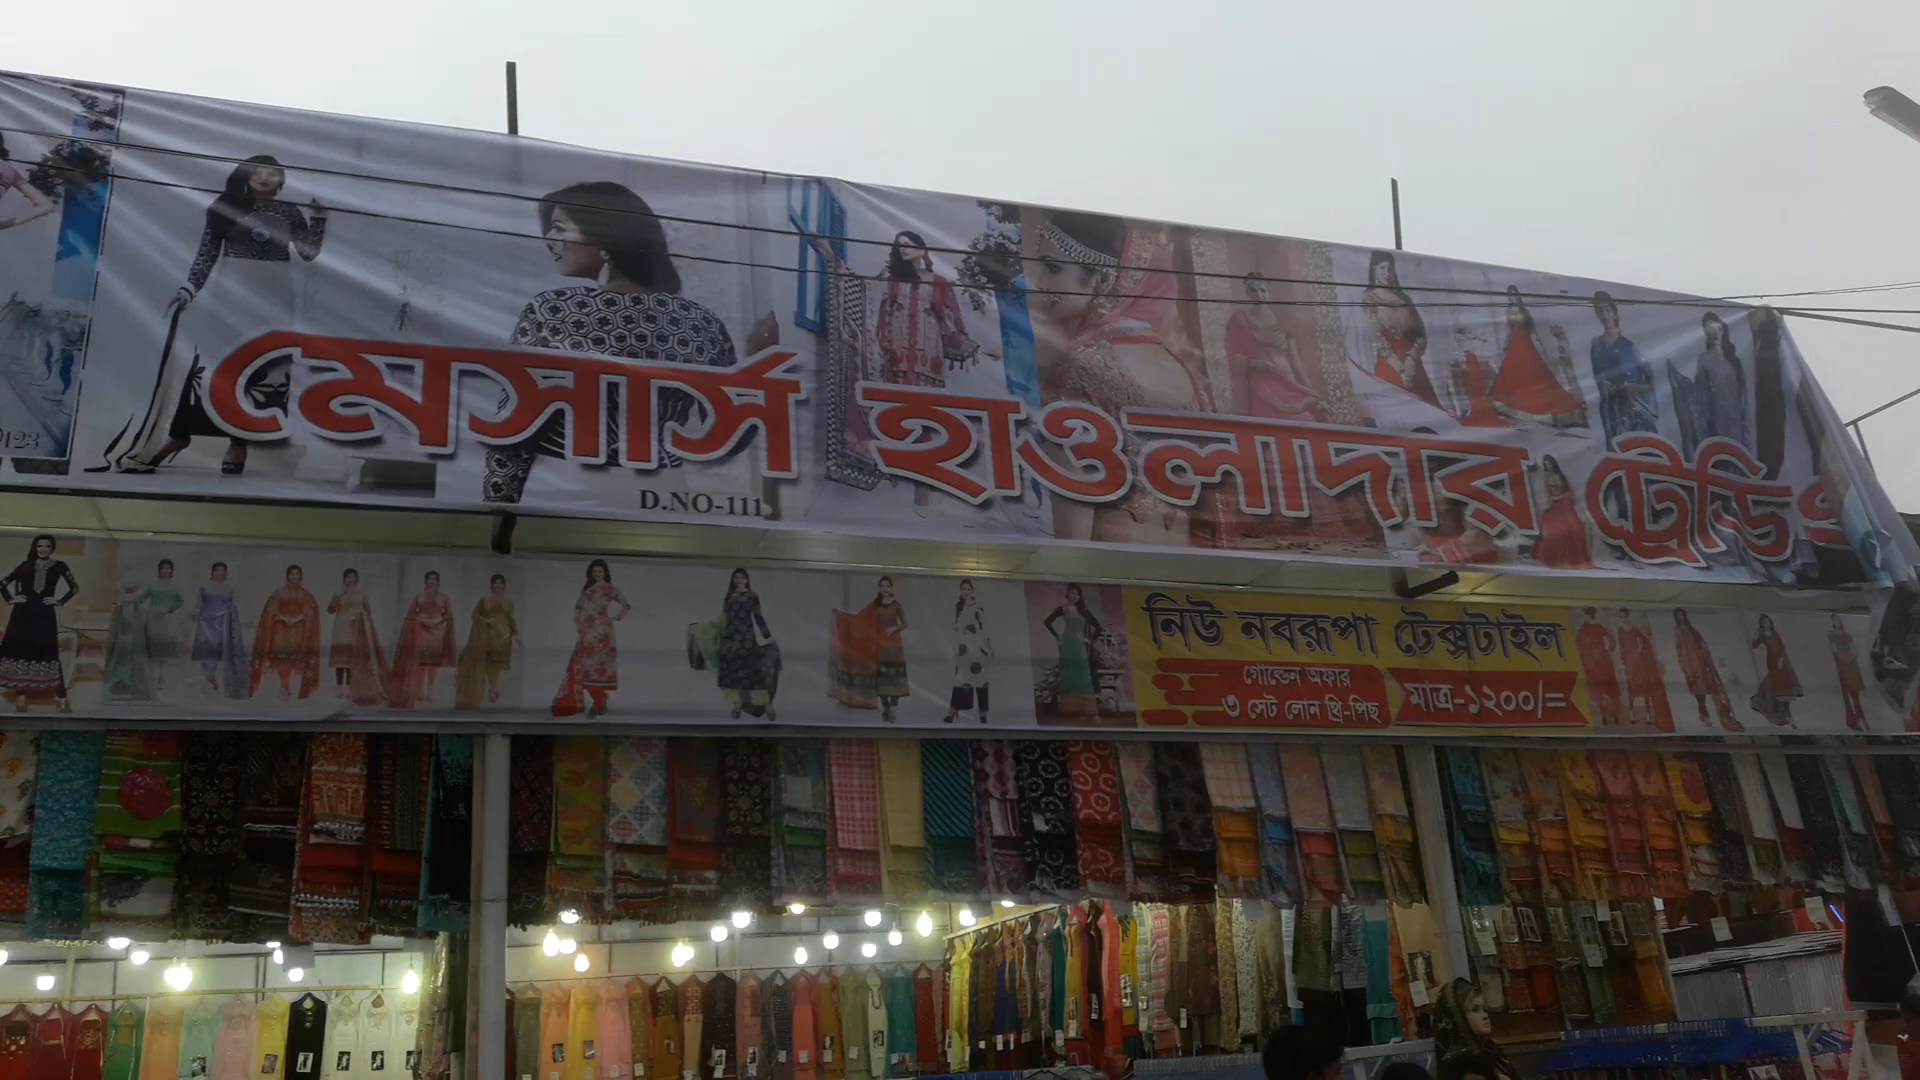 মেসার্স হাওলাদার ট্রেডিং
D.NO-111
নিউ নবরূপা টেক্সটাইল
গোল্ডেন অফার
৩ সেট লোন থ্রি-পিছ
মাত্র-১২০০/=